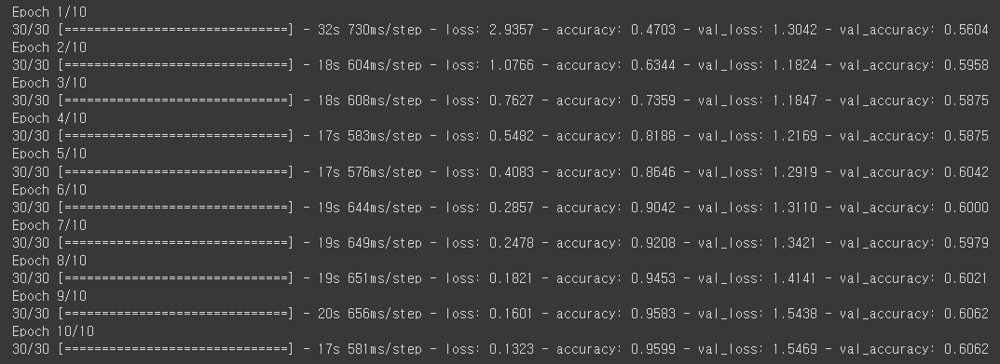 Epoch 1/10
30/30 [==============================] - 32s 730ms/step - loss: 2.9357 - accuracy: 0.4703 - val_loss: 1.3042 - val_accuracy: 0.5604
Epoch 2/10
30/30 [==============================] - 18s 604ms/step - loss: 1.0766 - accuracy: 0.6344 - val_loss: 1.1824 - val_accuracy: 0.5958
Epoch 3/10
30/30 [==============================] - 18s 608ms/step - loss: 0.7627 - accuracy: 0.7359 - val_loss: 1.1847 - val_accuracy: 0.5875
Epoch 4/10
30/30 [==============================] - 17s 583ms/step - loss: 0.5482 - accuracy: 0.8188 - val_loss: 1.2169 - val_accuracy: 0.5875
Epoch 5/10
30/30 [==============================] - 17s 576ms/step - loss: 0.4083 - accuracy: 0.8646 - val_loss: 1.2919 - val_accuracy: 0.6042
Epoch 6/10
30/30 [==============================] - 19s 644ms/step - loss: 0.2857 - accuracy: 0.9042 - val_loss: 1.3110 - val_accuracy: 0.6000
Epoch 7/10
30/30 [==============================] - 19s 649ms/step - loss: 0.2478 - accuracy: 0.9208 - val_loss: 1.3421 - val_accuracy: 0.5979
Epoch 8/10
30/30 [==============================] - 19s 651ms/step - loss: 0.1821 - accuracy: 0.9453 - val_loss: 1.4141 - val_accuracy: 0.6021
Epoch 9/10
30/30 [==============================] - 20s 656ms/step - loss: 0.1601 - accuracy: 0.9583 - val_loss: 1.5438 - val_accuracy: 0.6062
Epoch 10/10
30/30 [==============================] - 17s 581ms/step - loss: 0.1323 - accuracy: 0.9599 - val_loss: 1.5469 - val_accuracy: 0.6062